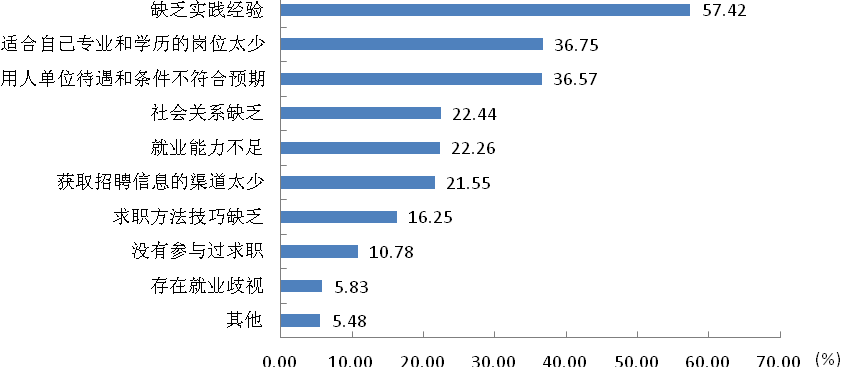 缺乏实践经验 57.42
适合自己专业和学历的岗位太少 36.75
用人单位待遇和条件不符合预期 36.57
社会关系缺乏 22.44
就业能力不足 22.26
获取招聘信息的渠道太少 21.55
求职方法技巧缺乏 16.25
没有参与过求职 10.78
存在就业歧视 5.83
其他 5.48
0.00 10.00 20.00 30.00 40.00 50.00 60.00 70.00 (%)